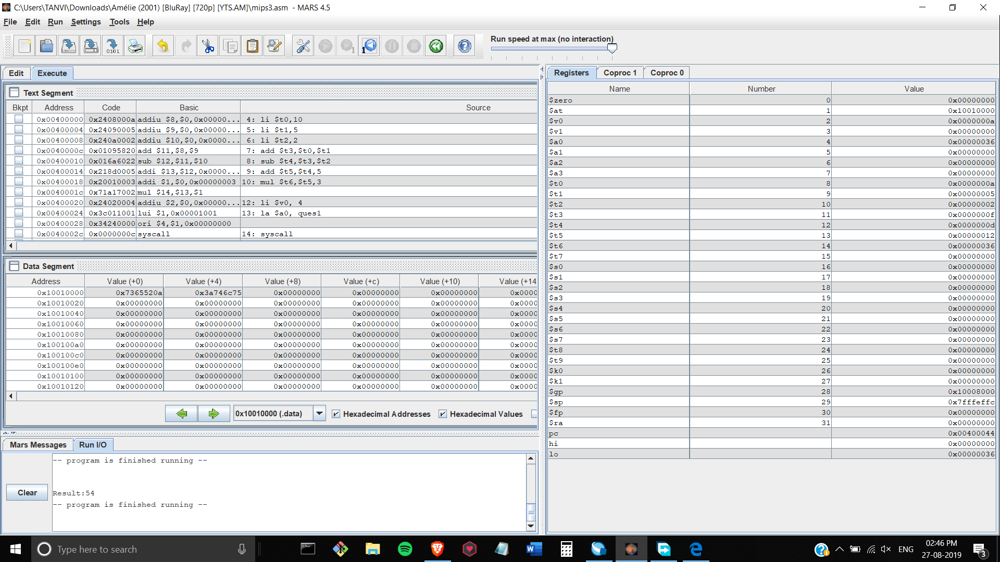 C:\Users\TANVI\Downloads\Amélie (2001) [BluRay] [720p] [YTS.AM]\mips3.asm - MARS 4.5
File Edit Run Settings Tools Help
Run speed at max (no interaction)
Edit Execute
Text Segment
Bkpt Address Code Basic Source
0x00400000 0x2408000a addiu $8,$0,0x00000... 4: li $t0,10
0x00400004 0x24090005 addiu $9,$0,0x00000... 5: li $t1,5
0x00400008 0x240a0002 addiu $10,$0,0x0000... 6: li $t2,2
0x0040000c 0x01095820 add $11,$8,$9 7: add $t3,$t0,$t1
0x00400010 0x016a6022 sub $12,$11,$10 8: sub $t4,$t3,$t2
0x00400014 0x218d0005 addi $13,$12,0x0000... 9: add $t5,$t4,5
0x00400018 0x20010003 addi $1,$0,0x00000003 10: mul $t6,$t5,3
0x0040001c 0x71a17002 mul $14,$13,$1
0x00400020 0x24020004 addiu $2,$0,0x00000... 12: li $v0, 4
0x00400024 0x3c011001 lui $1,0x00001001 13: la $a0, ques1
0x00400028 0x34240000 ori $4,$1,0x00000000
0x0040002c 0x0000000c syscall 14: syscall
Data Segment
Address Value (+0) Value (+4) Value (+8) Value (+c) Value (+10) Value (+14
0x10010000 0x7365520a 0x3a746c75 0x00000000 0x00000000 0x00000000 0x0000
0x10010020 0x00000000 0x00000000 0x00000000 0x00000000 0x00000000 0x0000
0x10010040 0x00000000 0x00000000 0x00000000 0x00000000 0x00000000 0x0000
0x10010060 0x00000000 0x00000000 0x00000000 0x00000000 0x00000000 0x0000
0x10010080 0x00000000 0x00000000 0x00000000 0x00000000 0x00000000 0x0000
0x100100a0 0x00000000 0x00000000 0x00000000 0x00000000 0x00000000 0x0000
0x100100c0 0x00000000 0x00000000 0x00000000 0x00000000 0x00000000 0x0000
0x100100e0 0x00000000 0x00000000 0x00000000 0x00000000 0x00000000 0x0000
0x10010100 0x00000000 0x00000000 0x00000000 0x00000000 0x00000000 0x0000
0x10010120 0x00000000 0x00000000 0x00000000 0x00000000 0x00000000 0x0000
0x10010000 (.data) Hexadecimal Addresses Hexadecimal Values
Mars Messages Run I/O
-- program is finished running --
Result:54
-- program is finished running --
Clear
Registers Coproc 1 Coproc 0
Name Number Value
$zero 0 0x00000000
$at 1 0x10010000
$v0 2 0x0000000a
$v1 3 0x00000000
$a0 4 0x00000036
$a1 5 0x00000000
$a2 6 0x00000000
$a3 7 0x00000000
$t0 8 0x0000000a
$t1 9 0x00000005
$t2 10 0x00000002
$t3 11 0x0000000f
$t4 12 0x0000000d
$t5 13 0x00000012
$t6 14 0x00000036
$t7 15 0x00000000
$s0 16 0x00000000
$s1 17 0x00000000
$s2 18 0x00000000
$s3 19 0x00000000
$s4 20 0x00000000
$s5 21 0x00000000
$s6 22 0x00000000
$s7 23 0x00000000
$t8 24 0x00000000
$t9 25 0x00000000
$k0 26 0x00000000
$k1 27 0x00000000
$gp 28 0x10008000
$sp 29 0x7fffeffc
$fp 30 0x00000000
$ra 31 0x00000000
pc 0x00400044
hi 0x00000000
lo 0x00000036
Type here to search
ENG
02:46 PM
27-08-2019
3